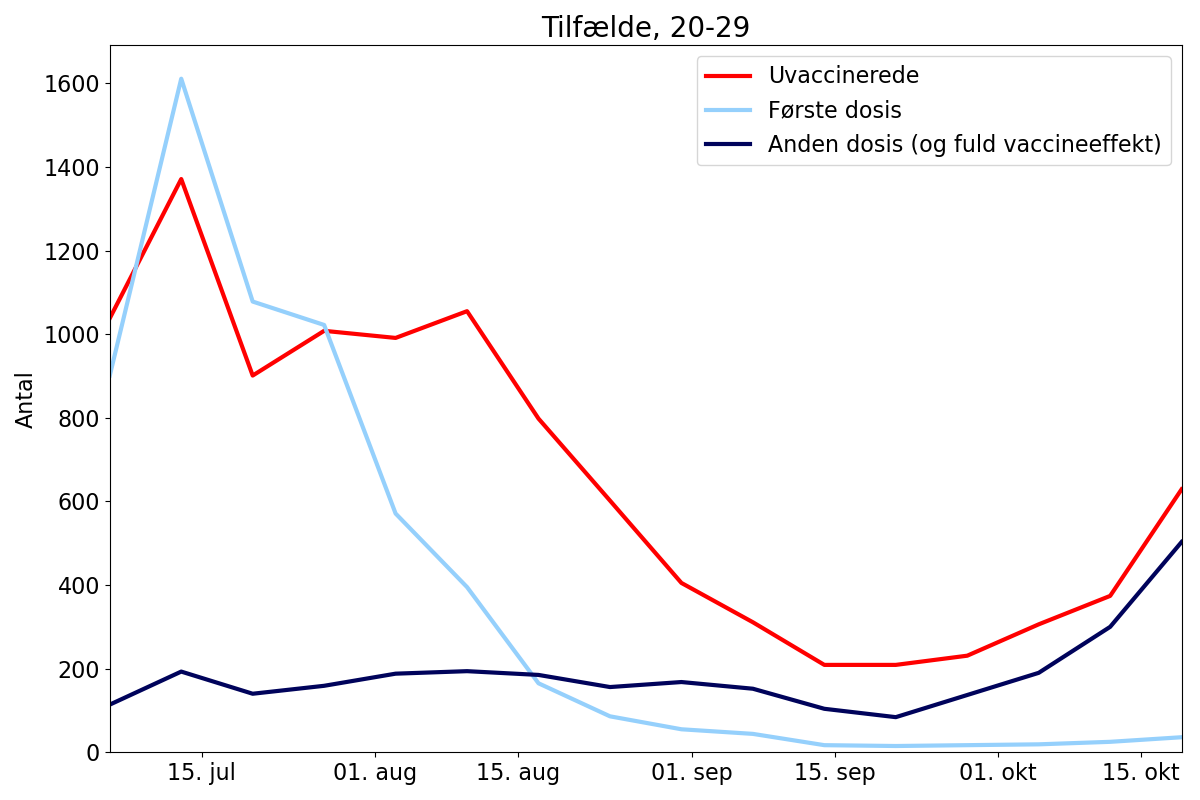 Tilfælde, 20-29
Uvaccinerede
Første dosis
Anden dosis (og fuld vaccineeffekt)
Antal
1600
1400
1200
1000
800
600
400
200
0
15. jul
01. aug
15. aug
01. sep
15. sep
01. okt
15. okt